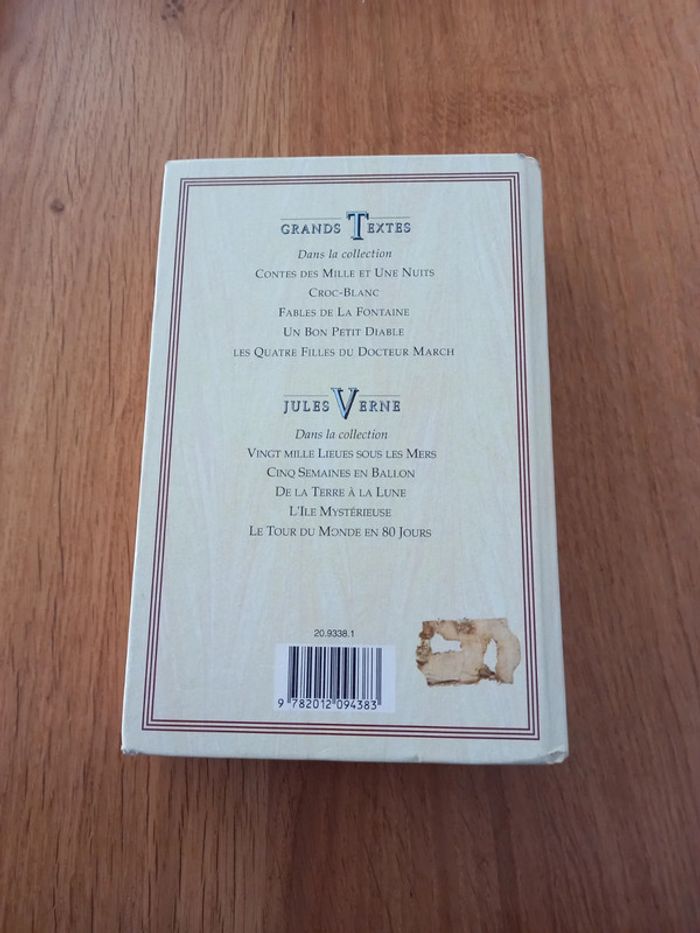 GRANDS TEXTES
Dans la collection
CONTES DES MILLE ET UNE NUITS
CROC-BLANC
FABLES DE LA FONTAINE
UN BON PETIT DIABLE
LES QUATRE FILLES DU DOCTEUR MARCH
JULES VERNE
Dans la collection
VINGT MILLE LIEUES SOUS LES MERS
CINQ SEMAINES EN BALLON
DE LA TERRE À LA LUNE
L'ILE MYSTÉRIEUSE
LE TOUR DU MONDE EN 80 JOURS
20.9338.1
9 782012 094383